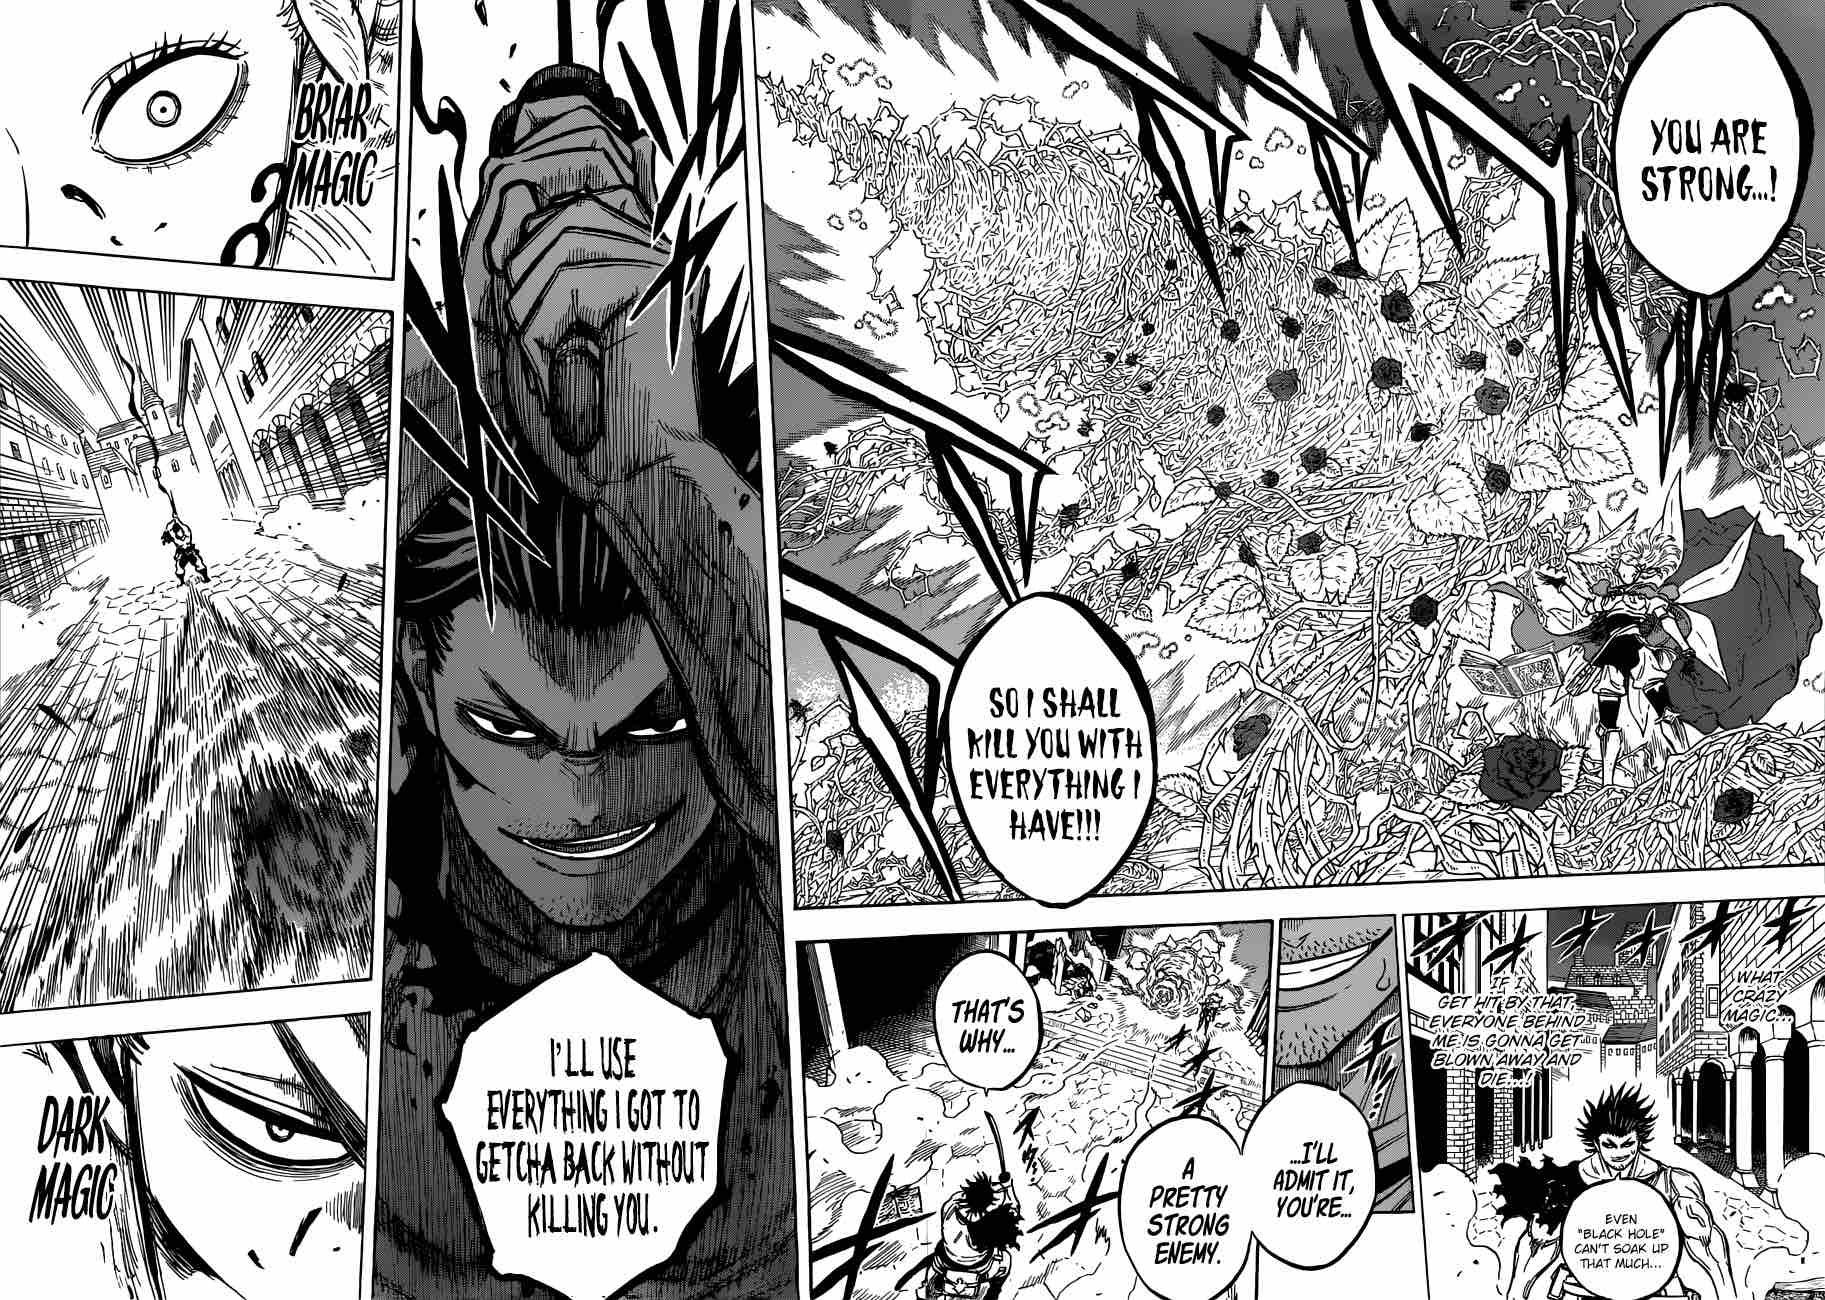 YOU ARE
STRONG...!
SO I SHALL
KILL YOU WITH
EVERYTHING I
HAVE!!!
WHAT
CRAZY
MAGIC...
IF I
GET HIT BY THAT,
EVERYONE BEHIND
ME IS GONNA GET
BLOWN AWAY AND
DIE...!
EVEN
"BLACK HOLE"
CAN'T SOAK UP
THAT MUCH...
...I'LL
ADMIT IT,
YOU'RE...
A
PRETTY
STRONG
ENEMY.
THAT'S
WHY...
I'LL USE
EVERYTHING I GOT TO
GETCHA BACK WITHOUT
KILLING YOU.
BRIAR
MAGIC
DARK
MAGIC